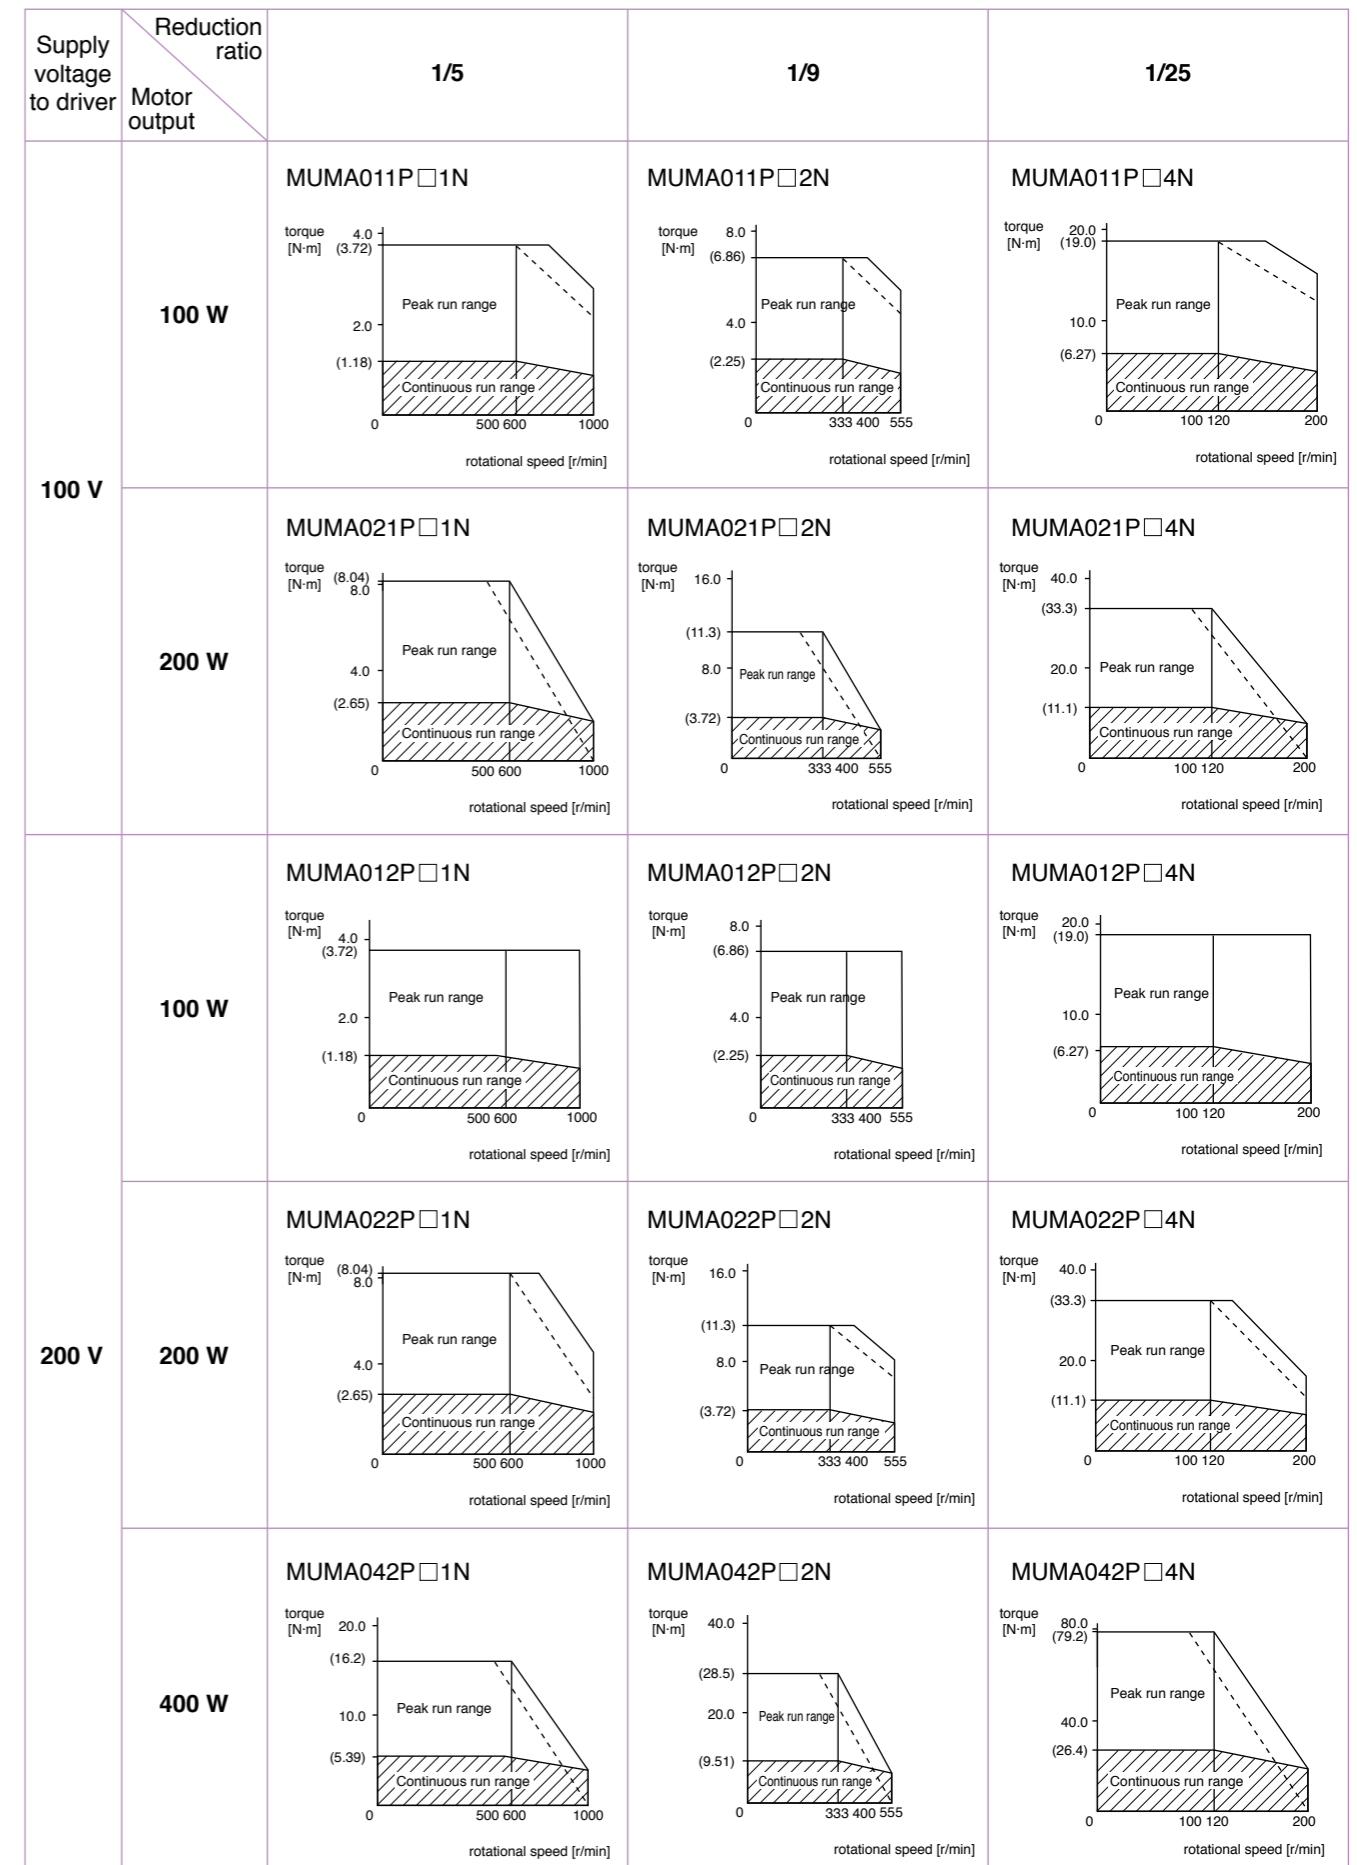 Supply
voltage
to driver
Reduction
ratio
Motor
output
1/5
1/9
1/25
100 V
100 W
MUMA011P□1N
torque
[N·m]
4.0
(3.72)
2.0
(1.18)
Peak run range
Continuous run range
0 500 600 1000
rotational speed [r/min]
MUMA011P□2N
torque
[N·m]
8.0
(6.86)
4.0
(2.25)
Peak run range
Continuous run range
0 333 400 555
rotational speed [r/min]
MUMA011P□4N
torque
[N·m]
20.0
(19.0)
10.0
(6.27)
Peak run range
Continuous run range
0 100 120 200
rotational speed [r/min]
200 W
MUMA021P□1N
torque
[N·m]
(8.04)
8.0
4.0
(2.65)
Peak run range
Continuous run range
0 500 600 1000
rotational speed [r/min]
MUMA021P□2N
torque
[N·m]
16.0
(11.3)
8.0
(3.72)
Peak run range
Continuous run range
0 333 400 555
rotational speed [r/min]
MUMA021P□4N
torque
[N·m]
40.0
(33.3)
20.0
(11.1)
Peak run range
Continuous run range
0 100 120 200
rotational speed [r/min]
200 V
100 W
MUMA012P□1N
torque
[N·m]
4.0
(3.72)
2.0
(1.18)
Peak run range
Continuous run range
0 500 600 1000
rotational speed [r/min]
MUMA012P□2N
torque
[N·m]
8.0
(6.86)
4.0
(2.25)
Peak run range
Continuous run range
0 333 400 555
rotational speed [r/min]
MUMA012P□4N
torque
[N·m]
20.0
(19.0)
10.0
(6.27)
Peak run range
Continuous run range
0 100 120 200
rotational speed [r/min]
200 W
MUMA022P□1N
torque
[N·m]
(8.04)
8.0
4.0
(2.65)
Peak run range
Continuous run range
0 500 600 1000
rotational speed [r/min]
MUMA022P□2N
torque
[N·m]
16.0
(11.3)
8.0
(3.72)
Peak run range
Continuous run range
0 333 400 555
rotational speed [r/min]
MUMA022P□4N
torque
[N·m]
40.0
(33.3)
20.0
(11.1)
Peak run range
Continuous run range
0 100 120 200
rotational speed [r/min]
400 W
MUMA042P□1N
torque
[N·m]
20.0
(16.2)
10.0
(5.39)
Peak run range
Continuous run range
0 500 600 1000
rotational speed [r/min]
MUMA042P□2N
torque
[N·m]
40.0
(28.5)
20.0
(9.51)
Peak run range
Continuous run range
0 333 400 555
rotational speed [r/min]
MUMA042P□4N
torque
[N·m]
80.0
(79.2)
40.0
(26.4)
Peak run range
Continuous run range
0 100 120 200
rotational speed [r/min]